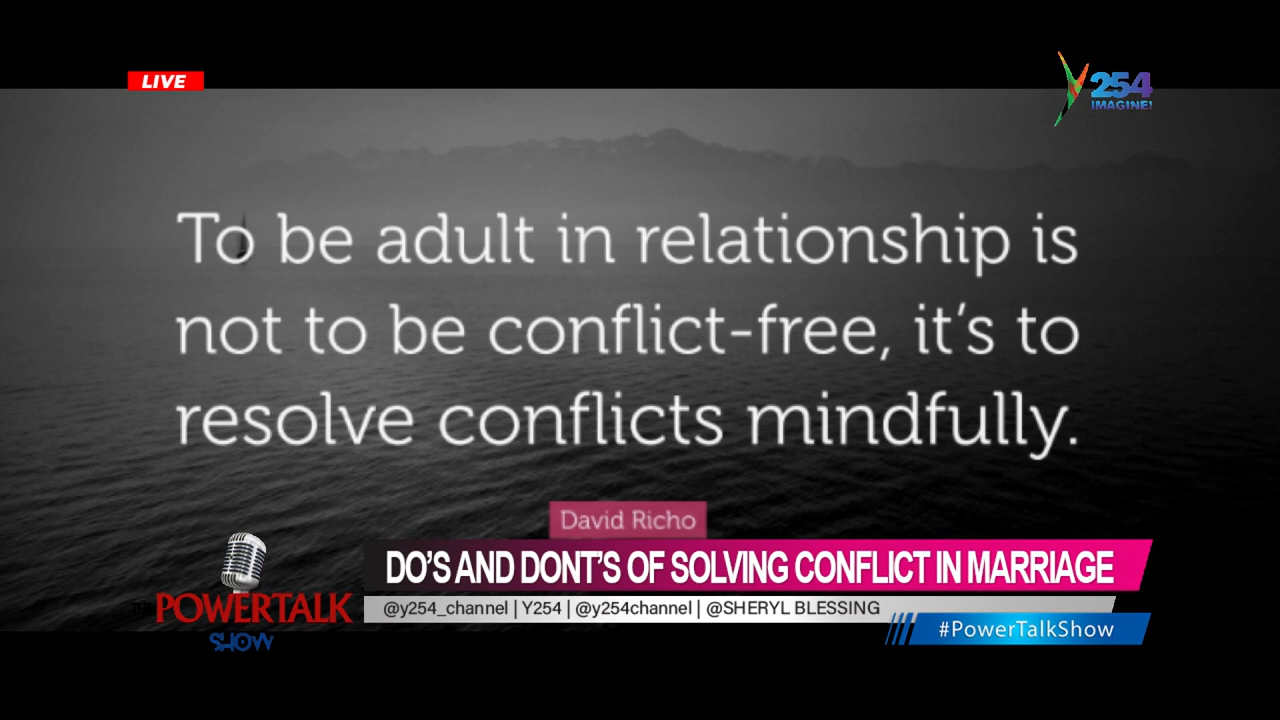 LIVE
254
IMAGINE!
To be adult in relationship is
not to be conflict-free, it’s to
resolve conflicts mindfully.
David Richo
DO’S AND DONT’S OF SOLVING CONFLICT IN MARRIAGE
THE
POWERTALK
SHOW
@y254_channel | Y254 | @y254channel | @SHERYL BLESSING
#PowerTalkShow